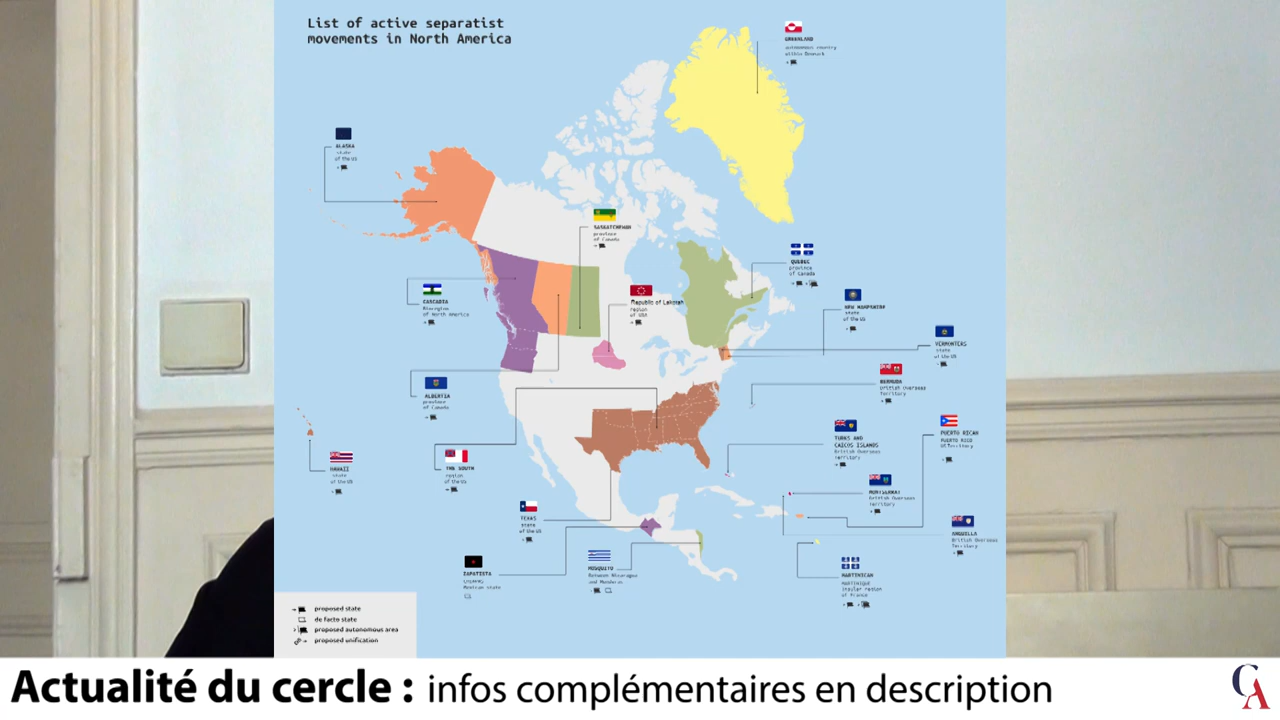 List of active separatist
movements in North America
GREENLAND
autonomous country
within Denmark
ALASKA
state
of the US
SASKATCHEWAN
province
of Canada
QUEBEC
province
of Canada
CASCADIA
Bioregion
of North America
Republic of Lakotah
region
of USA
NEW HAMPSHIRE
state
of the US
VERMONTERS
state
of the US
BERMUDA
British Overseas
Territory
ALBERTIA
province
of Canada
TURKS AND
CAICOS ISLANDS
British Overseas
Territory
PUERTO RICAN
PUERTO RICO
HAWAII
state
of the US
THE SOUTH
region
of the US
MONTSERRAT
British Overseas
Territory
TEXAS
state
of the US
ANGUILLA
British Overseas
Territory
ZAPATISTA
CHIAPAS
Mexican state
MOSQUITO
Between Nicaragua
and Honduras
MARTINICAN
MARTINIQUE
insular region
of France
proposed state
de facto state
proposed autonomous area
proposed unification
Actualité du cercle : infos complémentaires en description
CA